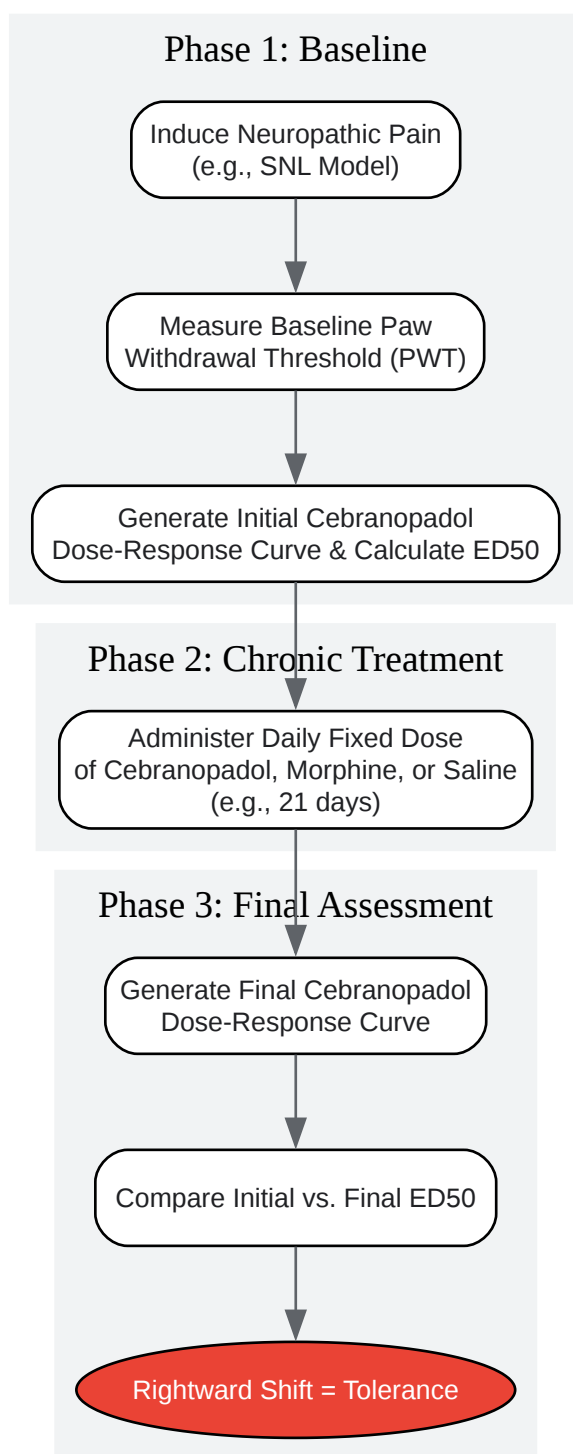 Phase 1: Baseline
Induce Neuropathic Pain
(e.g., SNL Model)
Measure Baseline Paw
Withdrawal Threshold (PWT)
Generate Initial Cebranopadol
Dose-Response Curve & Calculate ED50
Phase 2: Chronic Treatment
Administer Daily Fixed Dose
of Cebranopadol, Morphine, or Saline
(e.g., 21 days)
Phase 3: Final Assessment
Generate Final Cebranopadol
Dose-Response Curve
Compare Initial vs. Final ED50
Rightward Shift = Tolerance